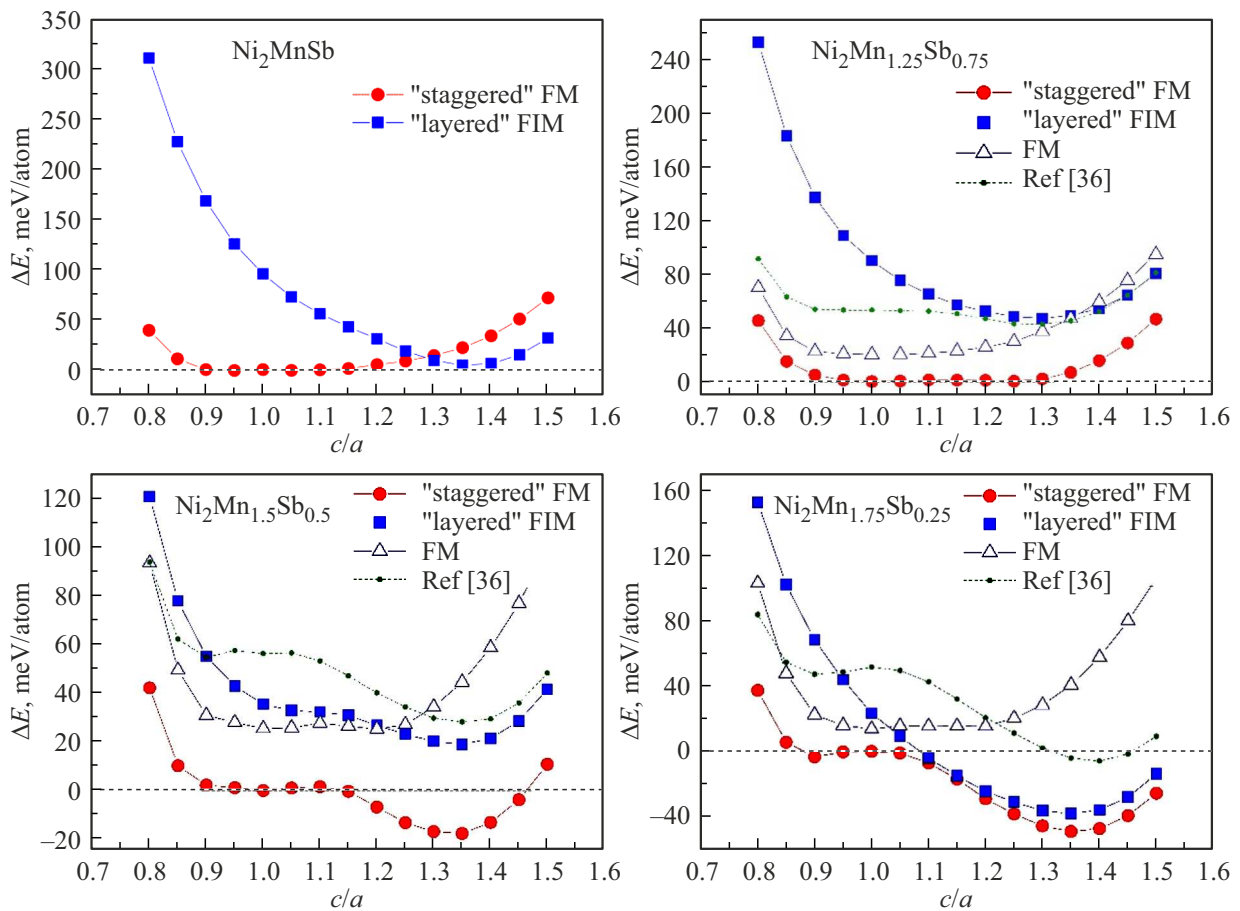 Ni2MnSb
"staggered" FM
"layered" FIM
350
300
250
200
150
100
50
0
ΔE, meV/atom
0.7 0.8 0.9 1.0 1.1 1.2 1.3 1.4 1.5 1.6
c/a
Ni2Mn1.25Sb0.75
"staggered" FM
"layered" FIM
FM
Ref [36]
240
200
160
120
80
40
0
ΔE, meV/atom
0.7 0.8 0.9 1.0 1.1 1.2 1.3 1.4 1.5 1.6
c/a
Ni2Mn1.5Sb0.5
"staggered" FM
"layered" FIM
FM
Ref [36]
120
100
80
60
40
20
0
–20
ΔE, meV/atom
0.7 0.8 0.9 1.0 1.1 1.2 1.3 1.4 1.5 1.6
c/a
Ni2Mn1.75Sb0.25
"staggered" FM
"layered" FIM
FM
Ref [36]
160
120
80
40
0
–40
ΔE, meV/atom
0.7 0.8 0.9 1.0 1.1 1.2 1.3 1.4 1.5 1.6
c/a